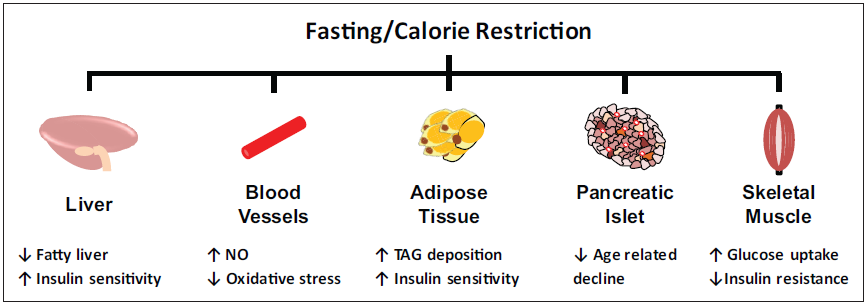 Fasting/Calorie Restriction
Liver
↓ Fatty liver
↑ Insulin sensitivity
Blood
Vessels
↑ NO
↓ Oxidative stress
Adipose
Tissue
↑ TAG deposition
↑ Insulin sensitivity
Pancreatic
Islet
↓ Age related
decline
Skeletal
Muscle
↑ Glucose uptake
↓Insulin resistance